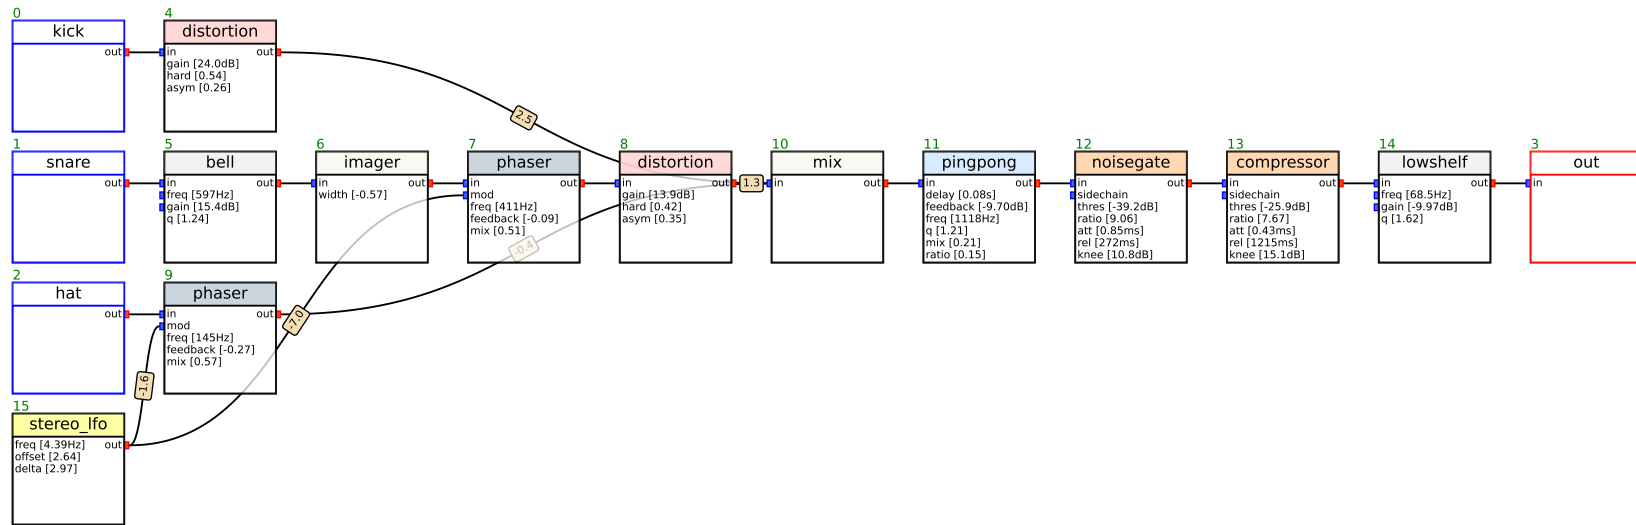 0
kick
out
4
distortion
in out
gain [24.0dB]
hard [0.54]
asym [0.26]
2.5
1
snare
out
5
bell
in out
freq [597Hz]
gain [15.4dB]
q [1.24]
6
imager
in out
width [-0.57]
7
phaser
in out
mod
freq [411Hz]
feedback [-0.09]
mix [0.51]
8
distortion
in out
gain [13.9dB]
hard [0.42]
asym [0.35]
1.3
10
mix
in out
11
pingpong
in out
delay [0.08s]
feedback [-9.70dB]
freq [1118Hz]
q [1.21]
mix [0.21]
ratio [0.15]
12
noisegate
in out
sidechain
thres [-39.2dB]
ratio [9.06]
att [0.85ms]
rel [272ms]
knee [10.8dB]
13
compressor
in out
sidechain
thres [-25.9dB]
ratio [7.67]
att [0.43ms]
rel [1215ms]
knee [15.1dB]
14
lowshelf
in out
freq [68.5Hz]
gain [-9.97dB]
q [1.62]
3
out
in
-0.4
2
hat
out
9
phaser
in out
mod
freq [145Hz]
feedback [-0.27]
mix [0.57]
-7.0
-1.6
15
stereo_lfo
freq [4.39Hz] out
offset [2.64]
delta [2.97]